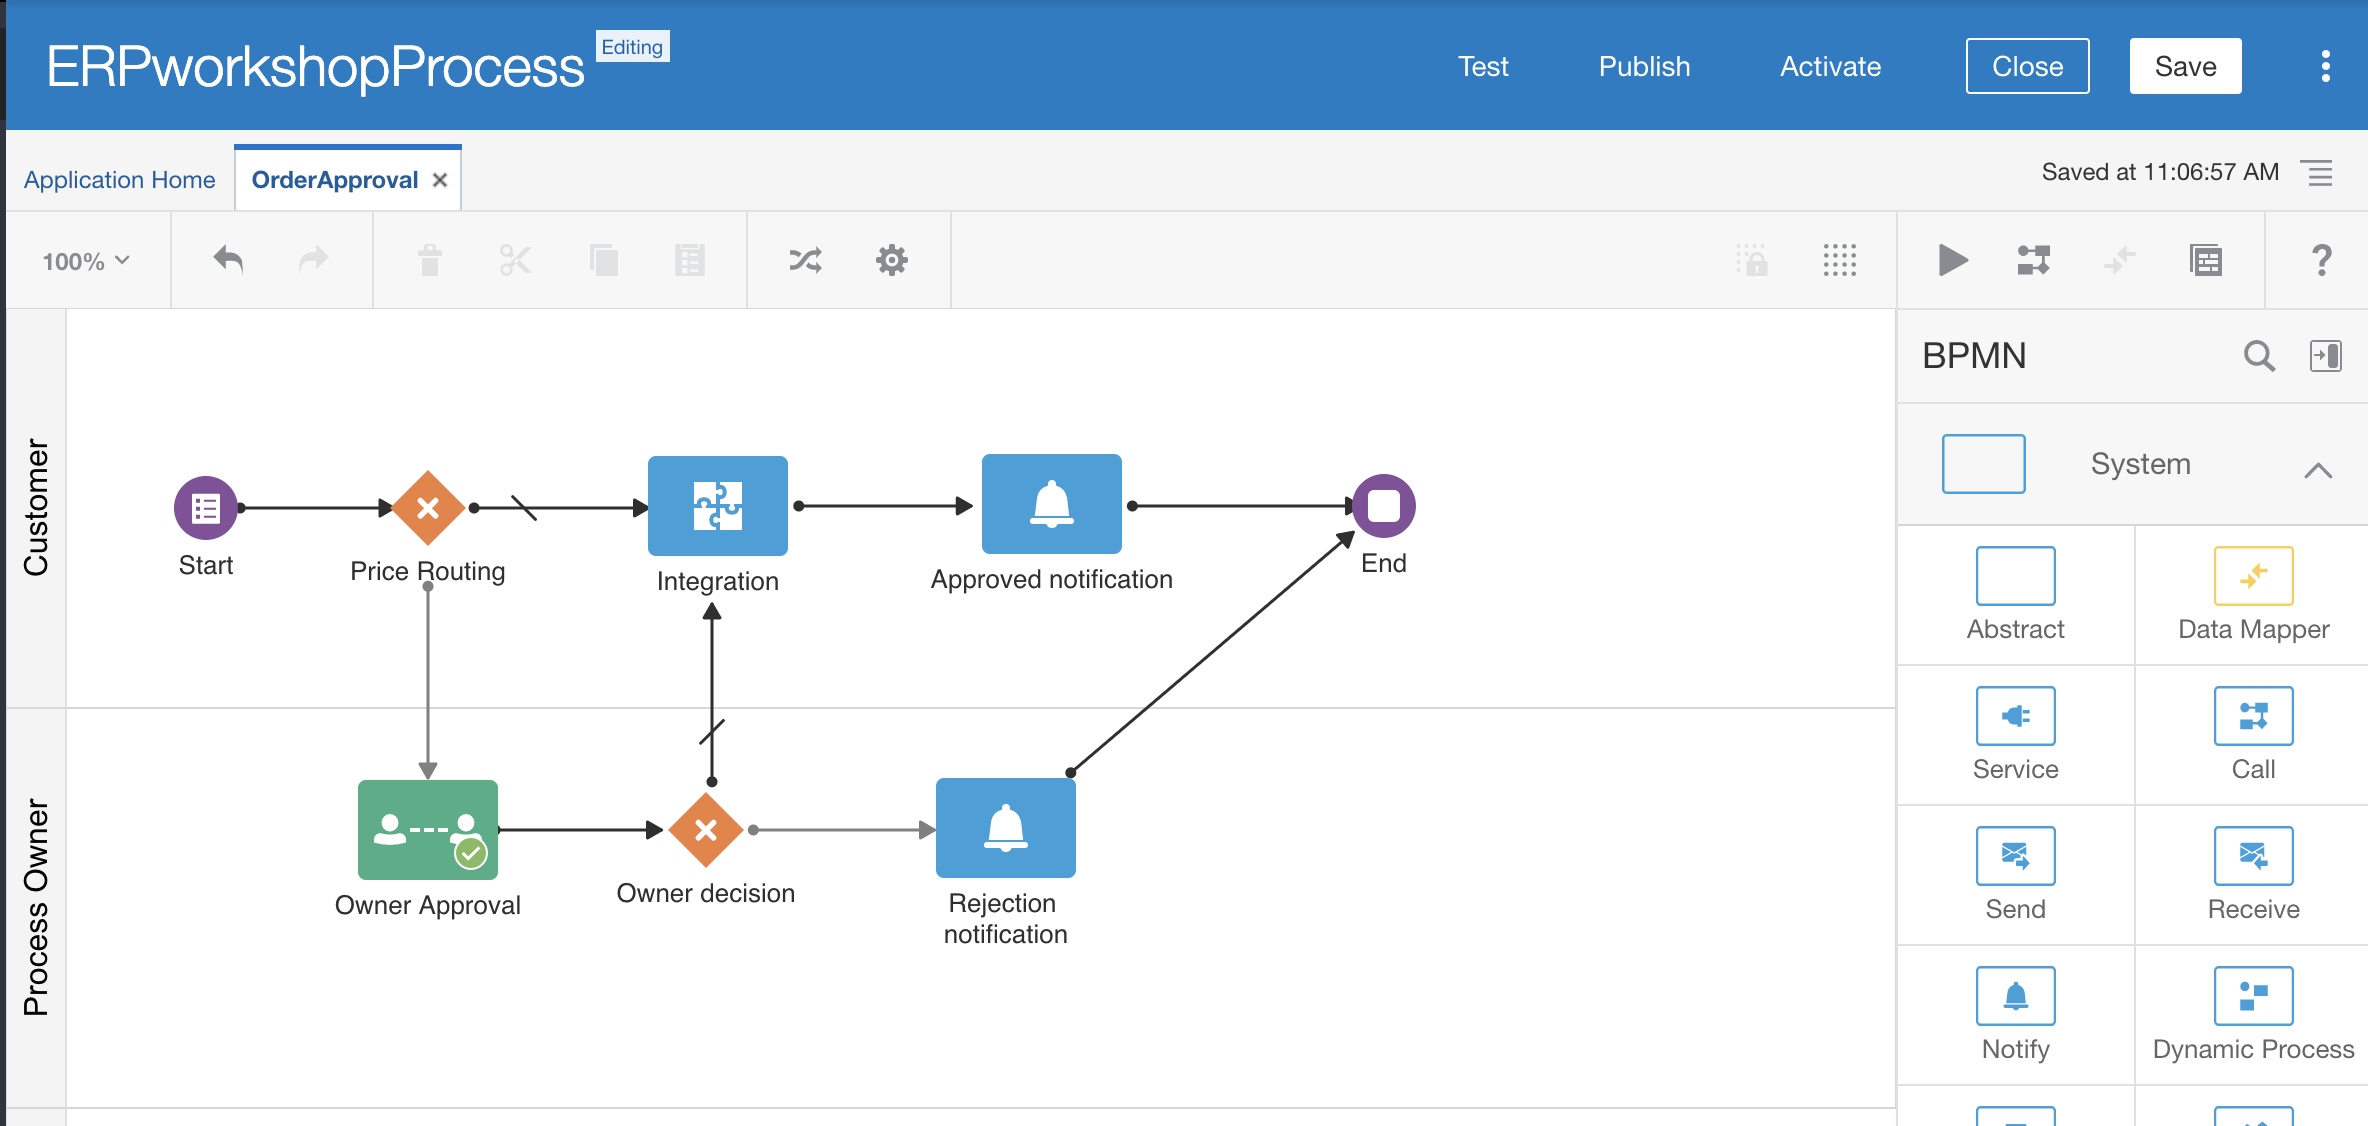 ERPworkshopProcess
Editing
Test
Publish
Activate
Close
Save
Application Home
OrderApproval
Saved at 11:06:57 AM
100%
?
BPMN
System
Customer
Start
Price Routing
Integration
Approved notification
End
Process Owner
Owner Approval
Owner decision
Rejection
notification
Abstract
Data Mapper
Service
Call
Send
Receive
Notify
Dynamic Process